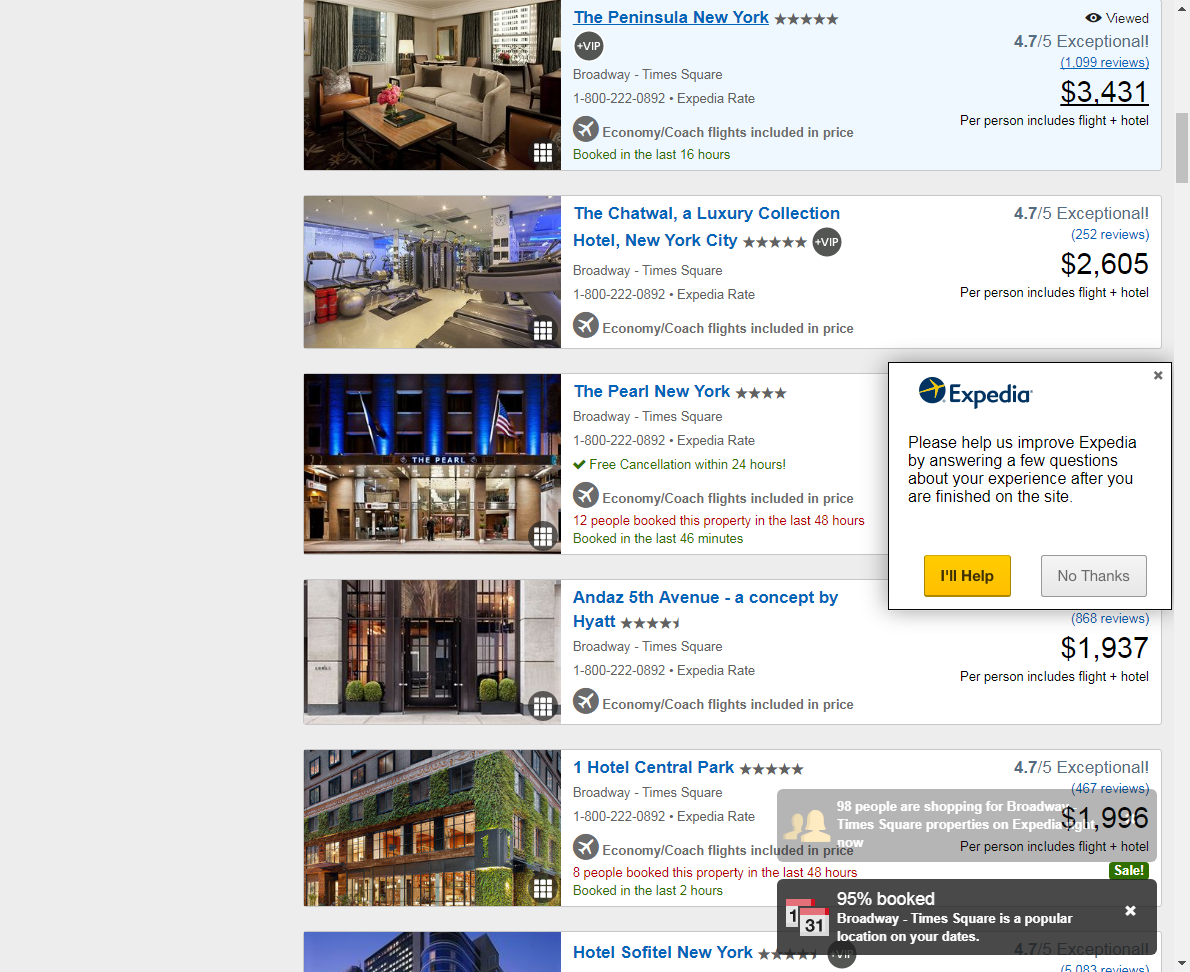 The Peninsula New York
Viewed
+VIP
4.7/5 Exceptional!
(1,099 reviews)
Broadway - Times Square
$3,431
1-800-222-0892 • Expedia Rate
Per person includes flight + hotel
Economy/Coach flights included in price
Booked in the last 16 hours
The Chatwal, a Luxury Collection
Hotel, New York City
+VIP
4.7/5 Exceptional!
(252 reviews)
Broadway - Times Square
$2,605
1-800-222-0892 • Expedia Rate
Per person includes flight + hotel
Economy/Coach flights included in price
THE PEARL
The Pearl New York
Broadway - Times Square
1-800-222-0892 • Expedia Rate
Free Cancellation within 24 hours!
Economy/Coach flights included in price
12 people booked this property in the last 48 hours
Booked in the last 46 minutes
Expedia
Please help us improve Expedia
by answering a few questions
about your experience after you
are finished on the site.
I'll Help
No Thanks
Andaz 5th Avenue - a concept by
Hyatt
(868 reviews)
Broadway - Times Square
$1,937
1-800-222-0892 • Expedia Rate
Per person includes flight + hotel
Economy/Coach flights included in price
1 Hotel Central Park
4.7/5 Exceptional!
(467 reviews)
Broadway - Times Square
$1,996
1-800-222-0892 • Expedia Rate
Per person includes flight + hotel
Economy/Coach flights included in price
8 people booked this property in the last 48 hours
Sale!
Booked in the last 2 hours
98 people are shopping for Broadway -
Times Square properties on Expedia right
now
1
31
95% booked
Broadway - Times Square is a popular
location on your dates.
Hotel Sofitel New York
+VIP
4.7/5 Exceptional!
(5,083 reviews)